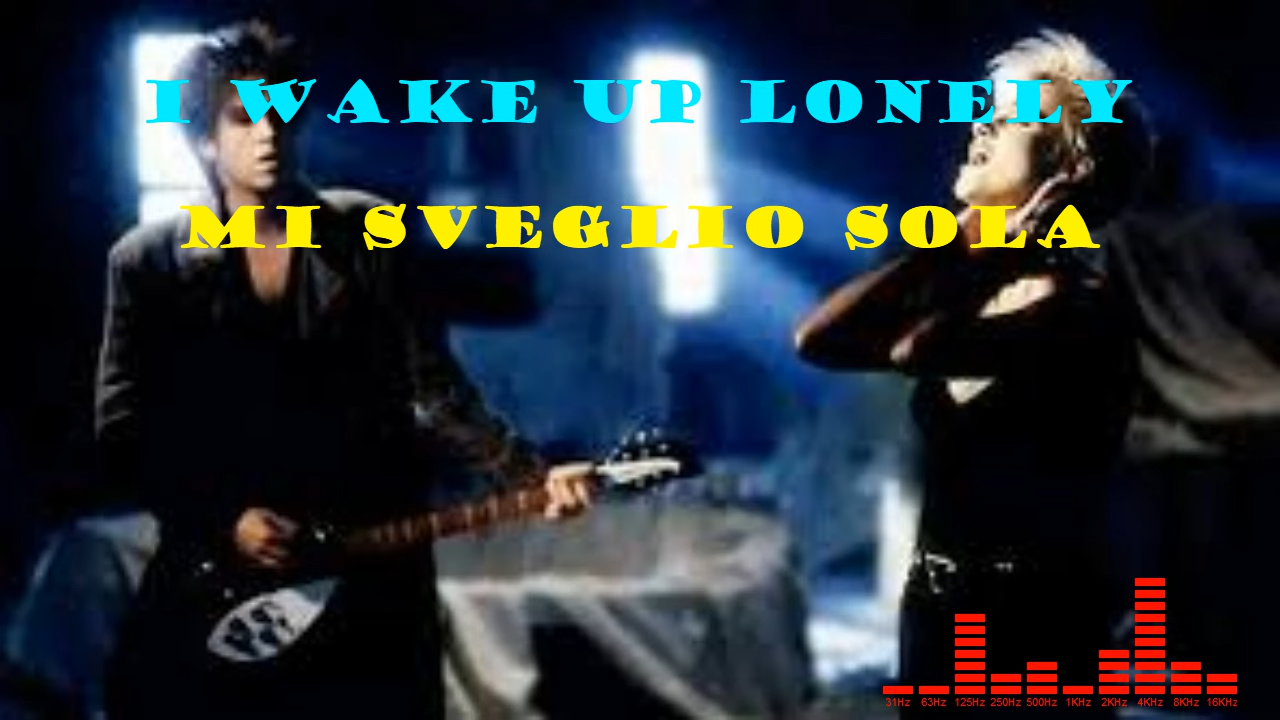 I WAKE UP LONELY
MI SVEGLIO SOLA
31Hz 63Hz 125Hz 250Hz 500Hz 1KHz 2KHz 4KHz 8KHz 16KHz